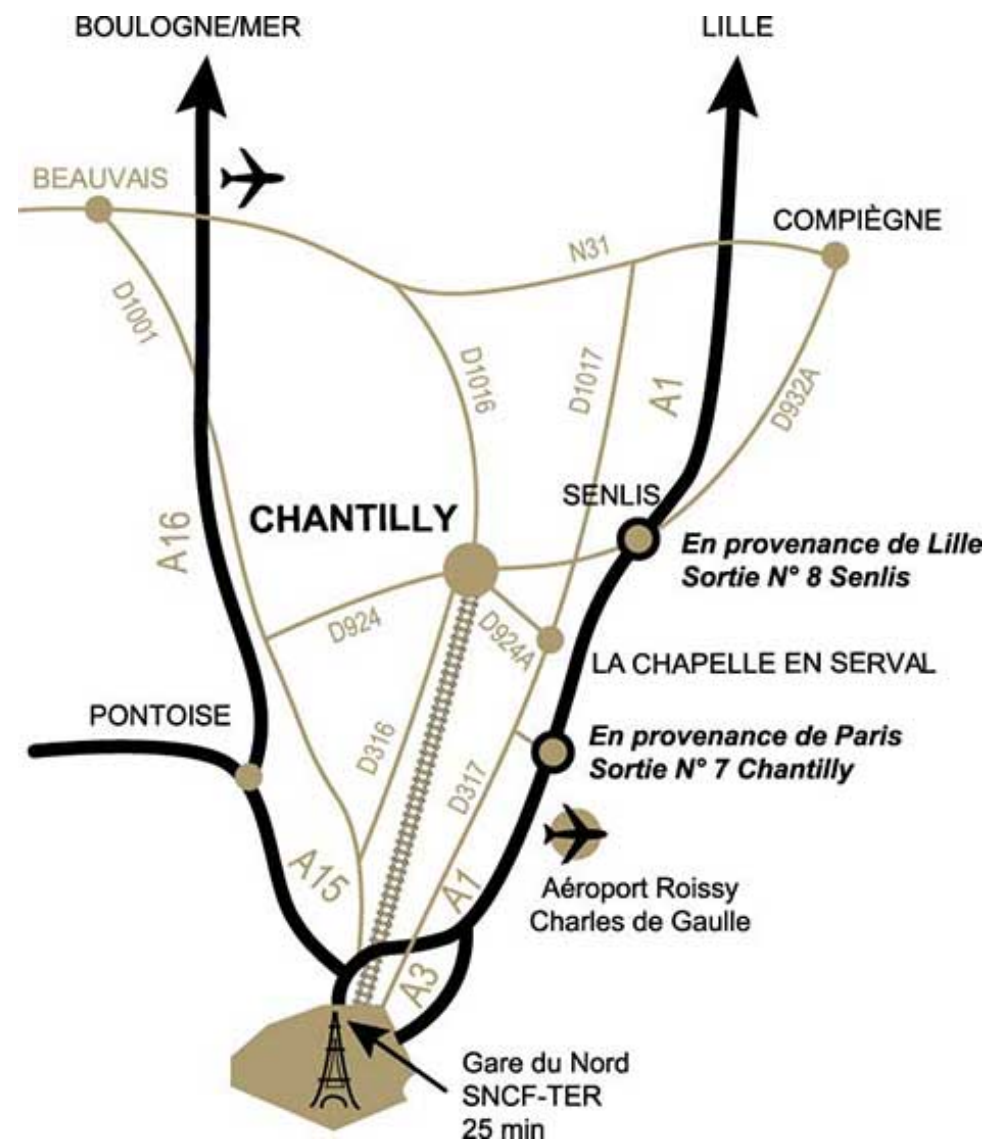 BOULOGNE/MER
LILLE
BEAUVAIS
COMPIÈGNE
N31
D1001
D1016
D1017
A1
D932A
SENLIS
CHANTILLY
A16
En provenance de Lille
Sortie N° 8 Senlis
D924
D924A
LA CHAPELLE EN SERVAL
PONTOISE
D316
En provenance de Paris
Sortie N° 7 Chantilly
D317
A15
A1
Aéroport Roissy
Charles de Gaulle
A3
Gare du Nord
SNCF-TER
25 min